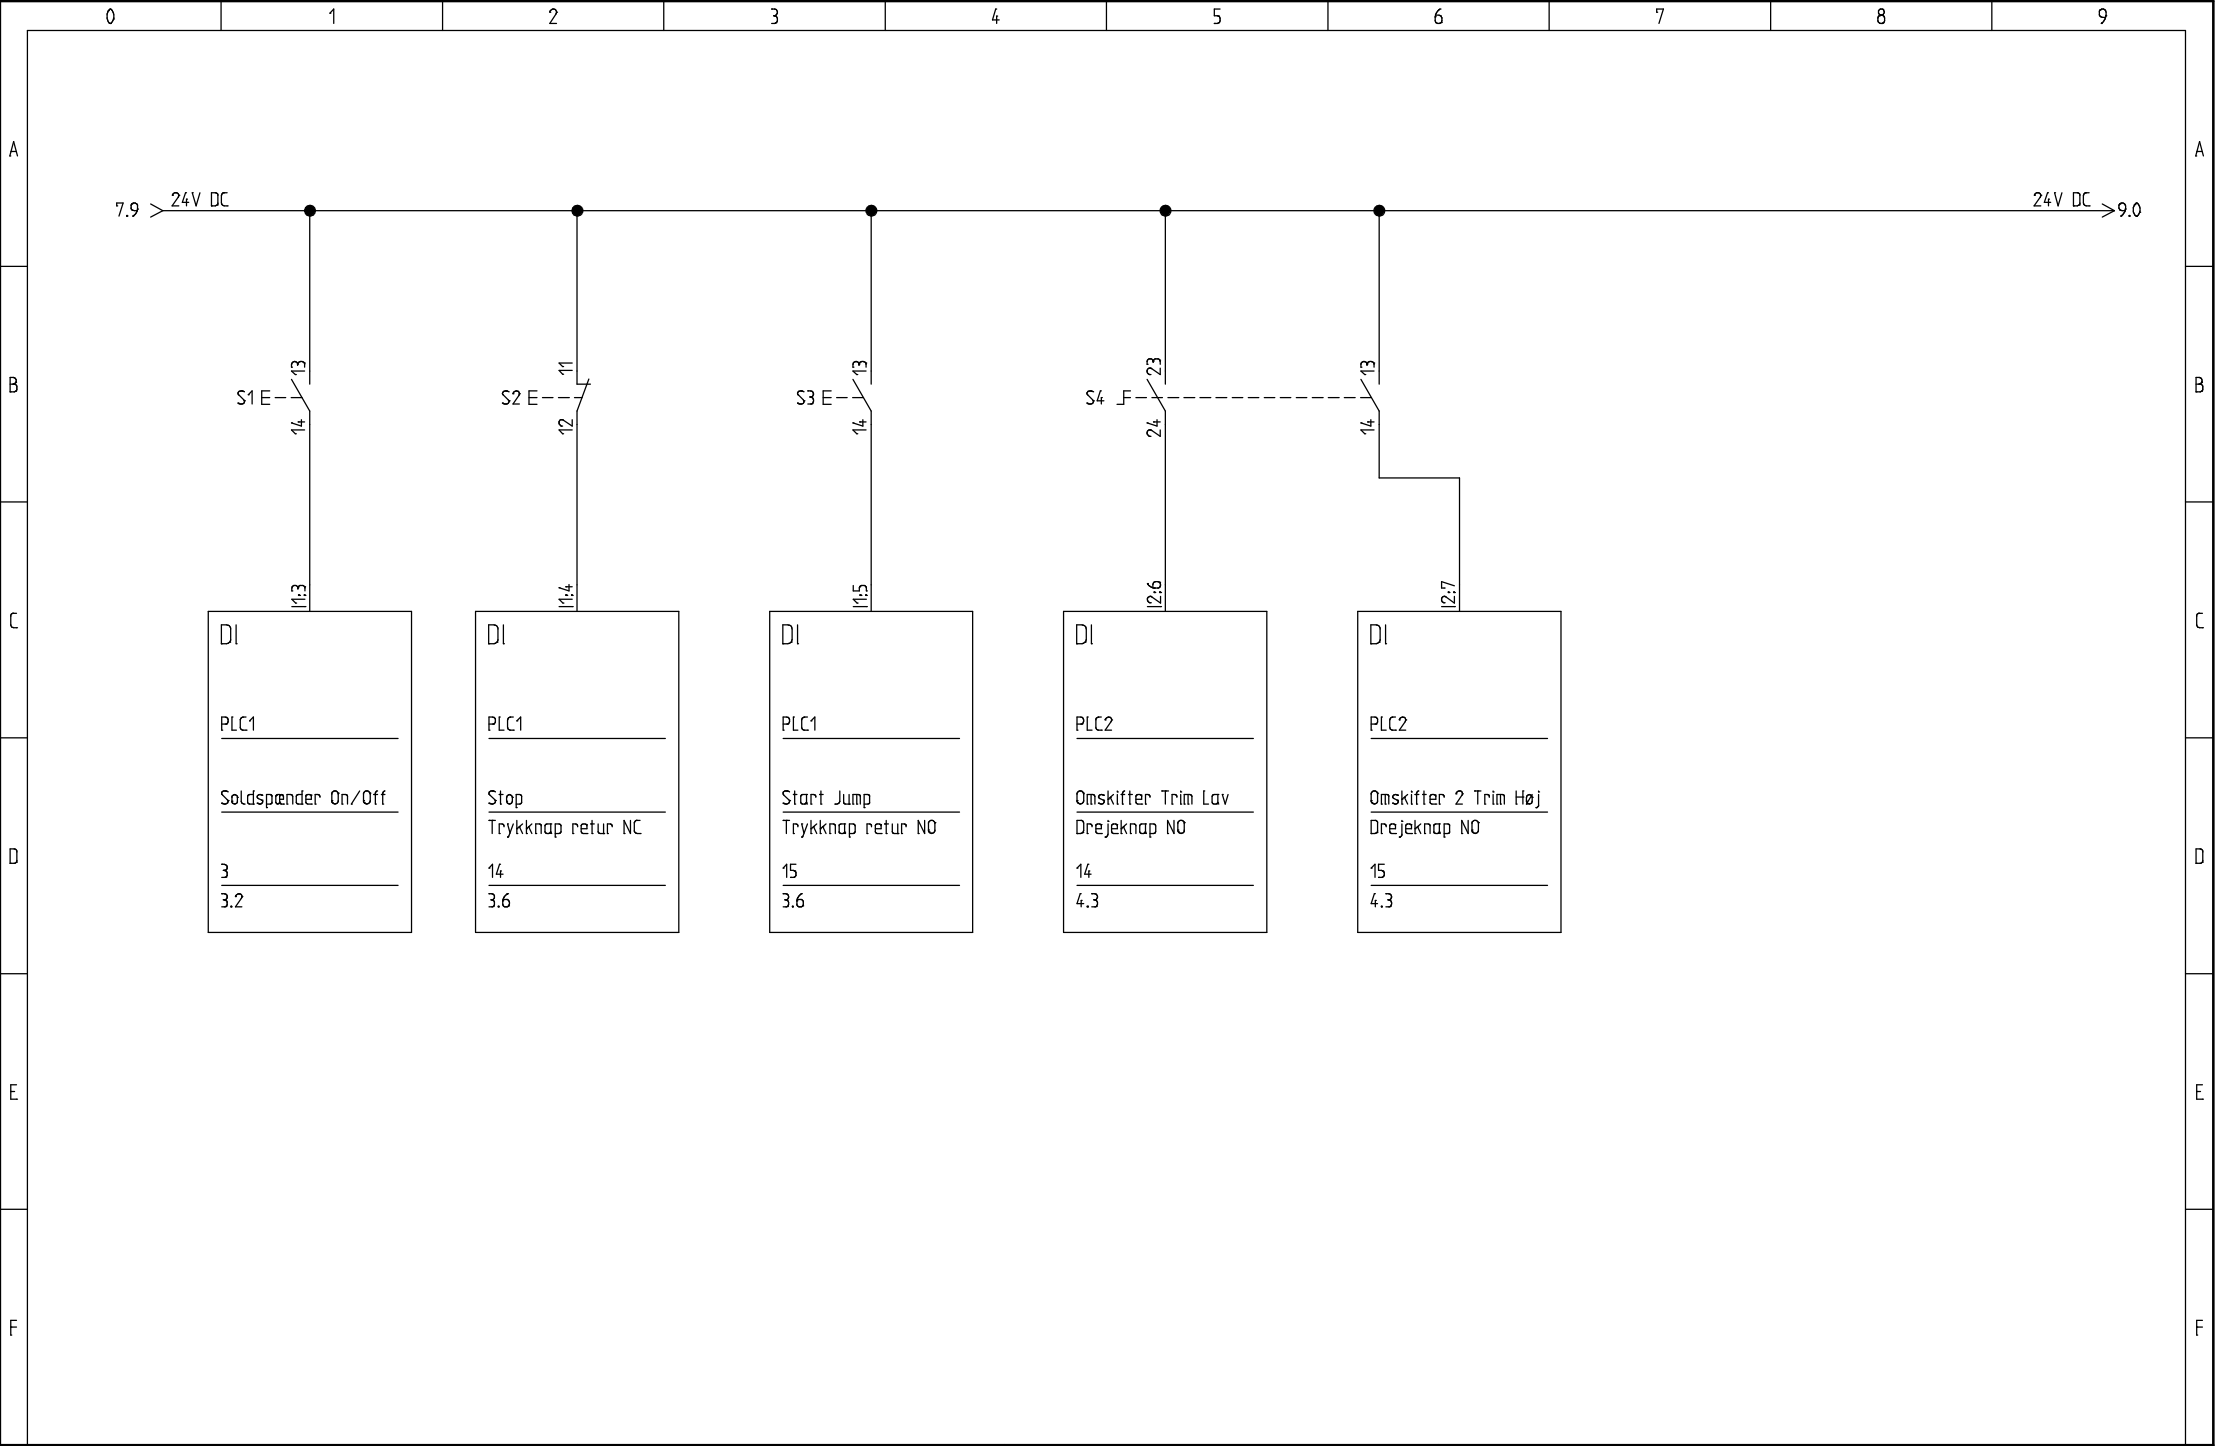 0 1 2 3 4 5 6 7 8 9
A A
24V DC 24V DC
7.9 9.0
13 11 13 23 13
B B
S1 S2 S3 S4
14 12 14 24 14
I1:3 I1:4 I1:5 I2:6 I2:7
C C
DI DI DI DI DI
PLC1 PLC1 PLC1 PLC2 PLC2
Soldspænder On/Off Stop Start Jump Omskifter Trim Lav Omskifter 2 Trim Høj
Trykknap retur NC Trykknap retur NO Drejeknap NO Drejeknap NO
D D
3 14 15 14 15
3.2 3.6 3.6 4.3 4.3
E E
F F